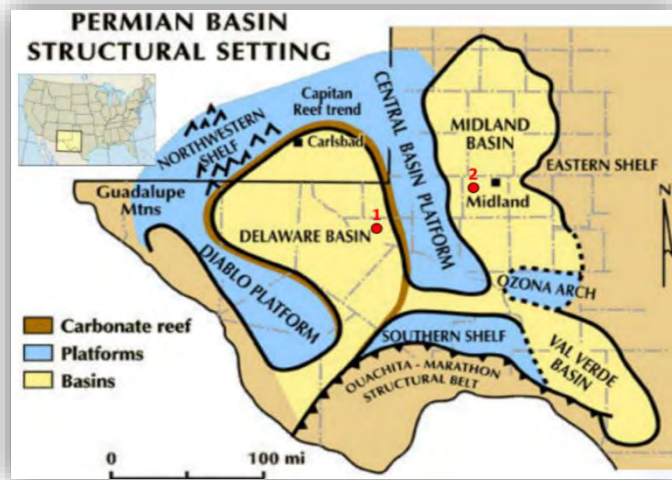 PERMIAN BASIN
STRUCTURAL SETTING
Capitan
Reef trend
NORTHWESTERN
SHELF
Carlsbad
CENTRAL BASIN PLATFORM
MIDLAND
BASIN
EASTERN SHELF
2
Midland
N
Guadalupe
Mtns
1
DELAWARE BASIN
DIABLO PLATFORM
OZONA ARCH
Carbonate reef
Platforms
Basins
SOUTHERN SHELF
OUACHITA - MARATHON
STRUCTURAL BELT
VAL VERDE
BASIN
0 100 mi